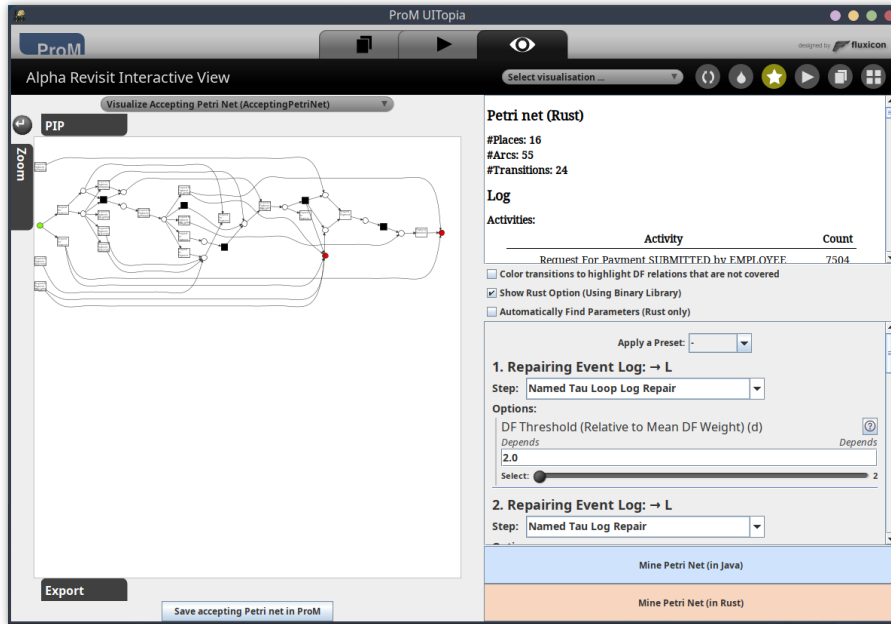 ProM UITopia
ProM
designed by fluxicon
Alpha Revisit Interactive View
Select visualisation ...
Visualize Accepting Petri Net (AcceptingPetriNet)
PIP
Zoom
Export
Save accepting Petri net in ProM
Petri net (Rust)
#Places: 16
#Arcs: 55
#Transitions: 24
Log
Activities:
Activity Count
Request For Payment SUBMITTED by EMPLOYEE 7504
Color transitions to highlight DF relations that are not covered
Show Rust Option (Using Binary Library)
Automatically Find Parameters (Rust only)
Apply a Preset: -
1. Repairing Event Log: → L
Step: Named Tau Loop Log Repair
Options:
DF Threshold (Relative to Mean DF Weight) (d)
Depends Depends
2.0
Select: 2
2. Repairing Event Log: → L
Step: Named Tau Log Repair
Mine Petri Net (in Java)
Mine Petri Net (in Rust)